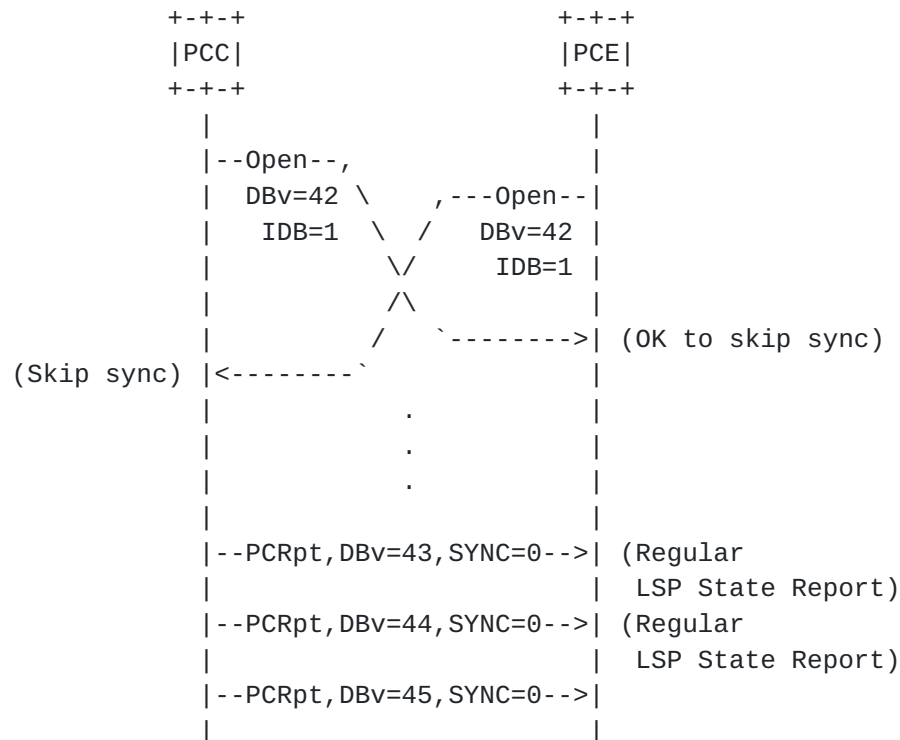 +-+-+                    +-+-+
|PCC|                    |PCE|
+-+-+                    +-+-+
  |                        |
  |--Open--,               |
  |  DBv=42 \    ,---Open--|
  |   IDB=1  \  /   DBv=42 |
  |           \/     IDB=1 |
  |           /\           |
  |          /   `-------->| (OK to skip sync)
(Skip sync) |<--------`              |
  |            .           |
  |            .           |
  |            .           |
  |                        |
  |--PCRpt,DBv=43,SYNC=0-->| (Regular
  |                        |  LSP State Report)
  |--PCRpt,DBv=44,SYNC=0-->| (Regular
  |                        |  LSP State Report)
  |--PCRpt,DBv=45,SYNC=0-->|
  |                        |